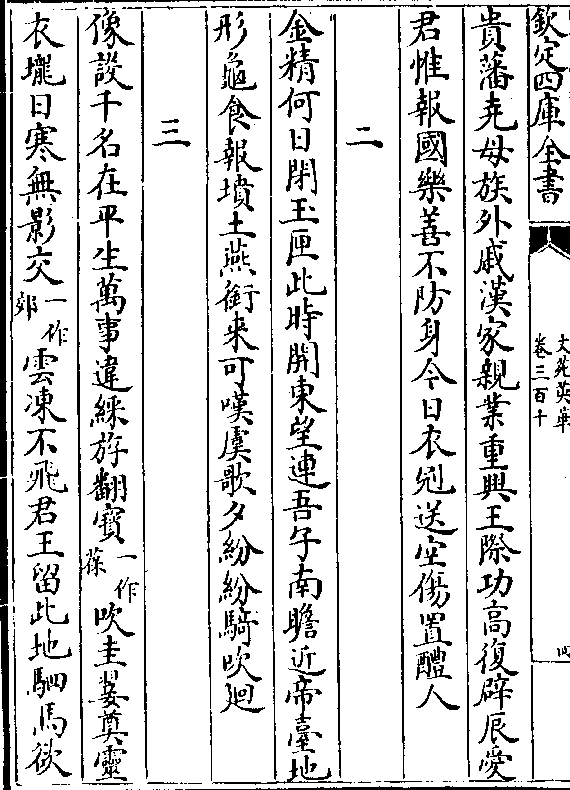 欽定四庫全書
文苑英華
卷三百十
貴藩堯母族外戚漢家親業重興王際功高復辟辰愛
君惟報國樂善不防身今日衣冠送空傷置醴人
二
金精何日閉玉匣此時開東望連吾子南瞻近帝臺地
形龜食報墳土燕銜来可嘆虞歌夕紛紛騎吹廻
三
像設千名在平生萬事違綵斿翻寳一作葆吹圭翣奠靈
衣壠日寒無影交一作郊雲凍不飛君王留此地駟馬欲